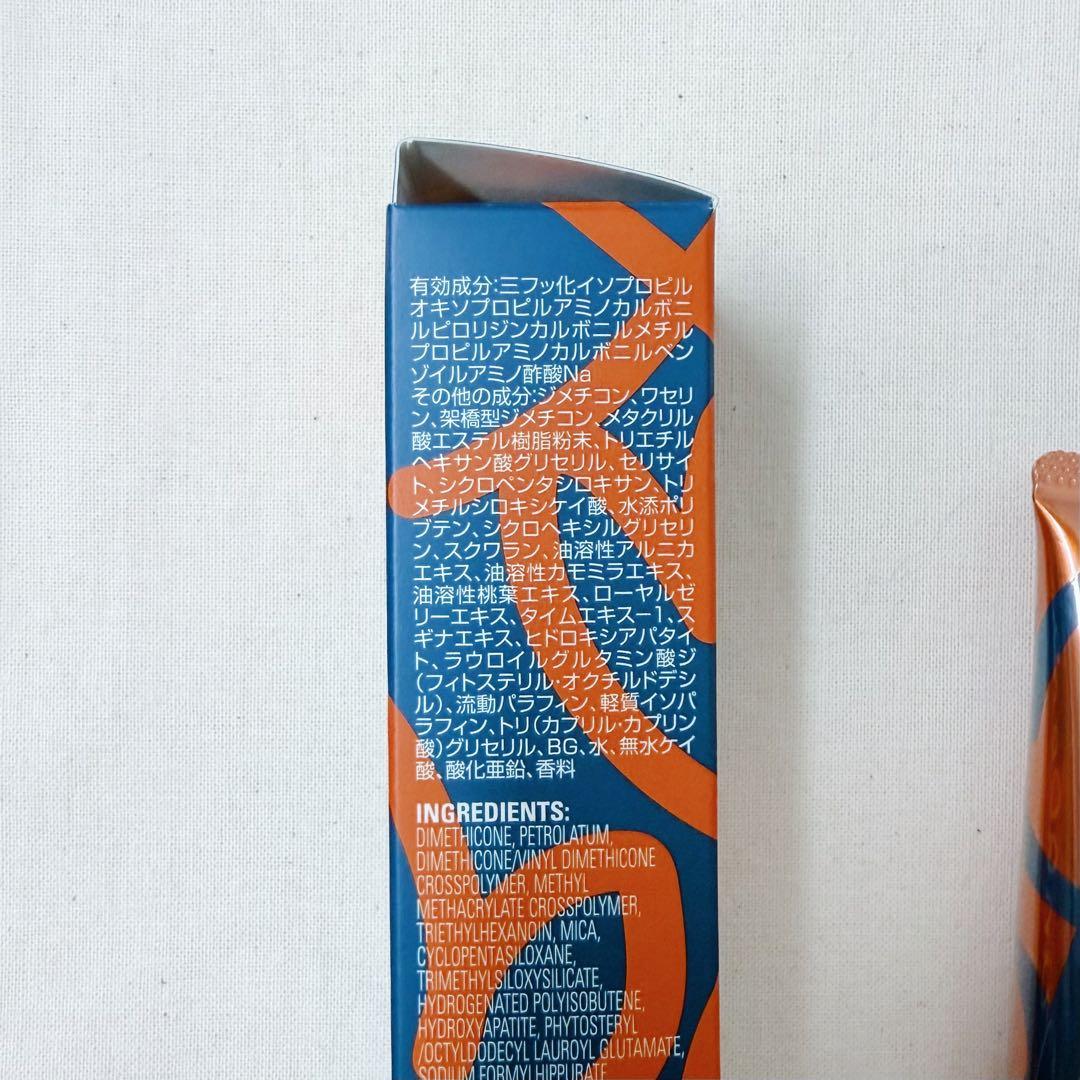 有効成分:三フッ化イソプロピル
オキソプロピルアミノカルボニ
ルピロリジンカルボニルメチル
プロピルアミノカルボニルベン
ゾイルアミノ酢酸Na
その他の成分:ジメチコン、ワセリ
ン、架橋型ジメチコン、メタクリル
酸エステル樹脂粉末、トリエチル
ヘキサン酸グリセリル、セリサイ
ト、シクロペンタシロキサン、トリ
メチルシロキシケイ酸、水添ポリ
ブテン、シクロヘキシルグリセリ
ン、スクワラン、油溶性アルニカ
エキス、油溶性カモミラエキス、
油溶性桃葉エキス、ローヤルゼ
リーエキス、タイムエキス-1、ス
ギナエキス、ヒドロキシアパタイ
ト、ラウロイルグルタミン酸ジ
(フィトステリル・オクチルドデシ
ル)、流動パラフィン、軽質イソパ
ラフィン、トリ(カプリル・カプリン
酸)グリセリル、BG、水、無水ケイ
酸、酸化亜鉛、香料
INGREDIENTS:
DIMETHICONE, PETROLATUM,
DIMETHICONE/VINYL DIMETHICONE
CROSSPOLYMER, METHYL
METHACRYLATE CROSSPOLYMER,
TRIETHYLHEXANOIN, MICA,
CYCLOPENTASILOXANE,
TRIMETHYLSILOXYSILICATE,
HYDROGENATED POLYISOBUTENE,
HYDROXYAPATITE, PHYTOSTERYL
/OCTYLDODECYL LAUROYL GLUTAMATE,
SODIUM FORMYLHIPPURATE